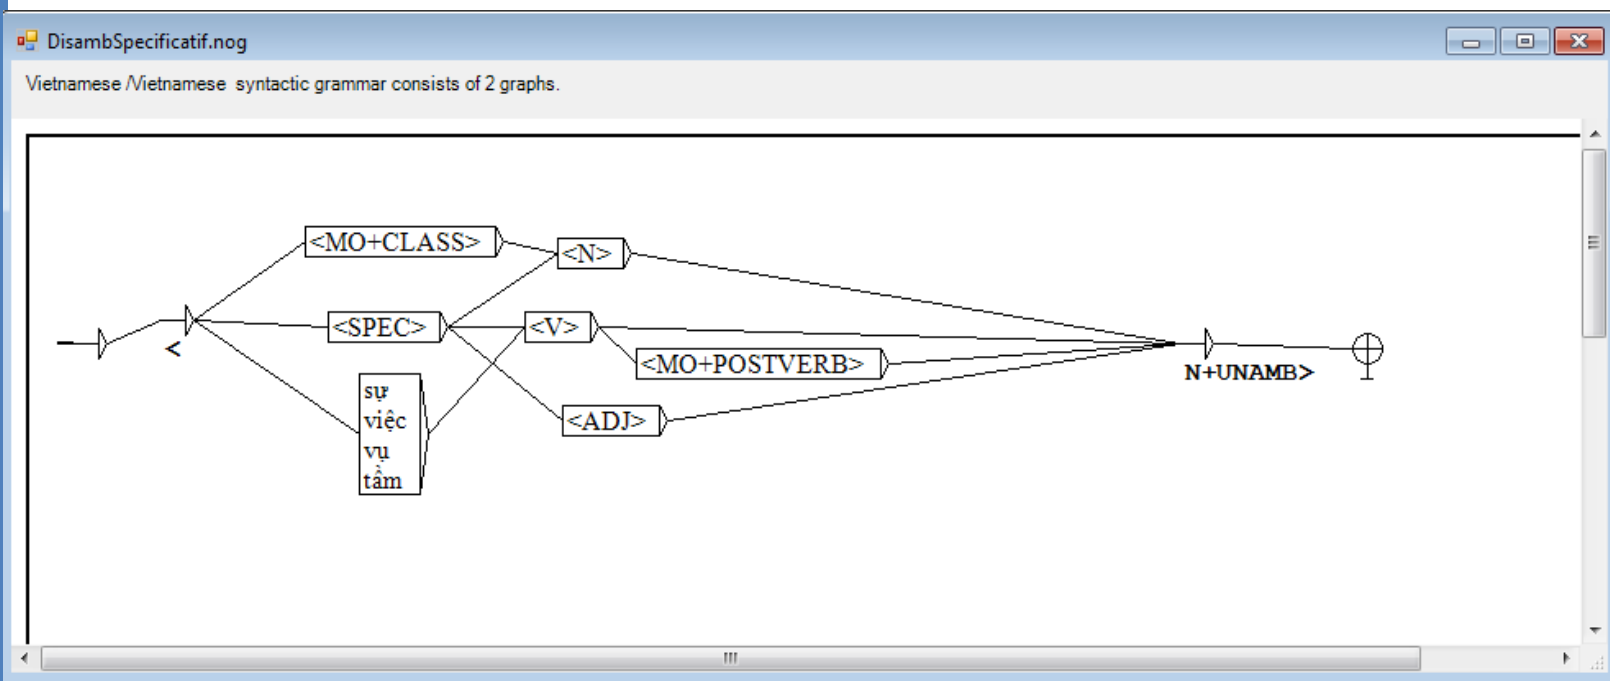 DisambSpecificatif.nog
Vietnamese /Vietnamese syntactic grammar consists of 2 graphs.
<MO+CLASS>
<N>
<SPEC>
<V>
<
<MO+POSTVERB>
N+UNAMB>
sự
việc
vụ
tầm
<ADJ>